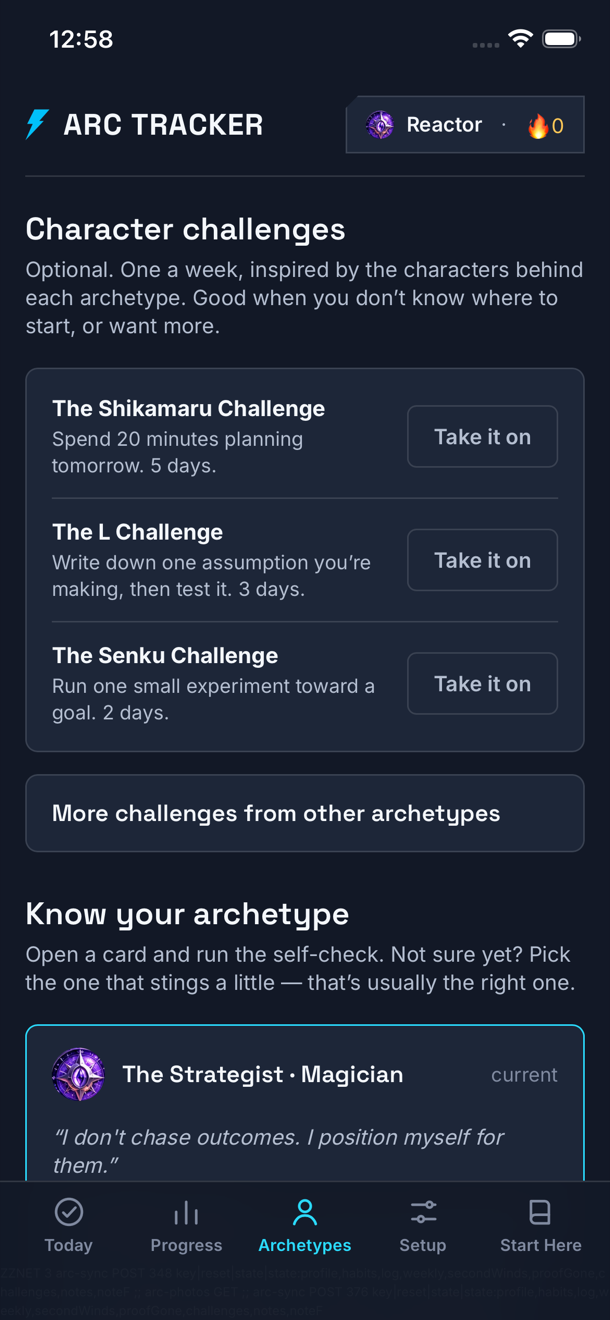 12:58
ARC TRACKER
Reactor · 🔥0
Character challenges
Optional. One a week, inspired by the characters behind
each archetype. Good when you don’t know where to
start, or want more.
The Shikamaru Challenge
Spend 20 minutes planning
tomorrow. 5 days.
Take it on
The L Challenge
Write down one assumption you’re
making, then test it. 3 days.
Take it on
The Senku Challenge
Run one small experiment toward a
goal. 2 days.
Take it on
More challenges from other archetypes
Know your archetype
Open a card and run the self-check. Not sure yet? Pick
the one that stings a little — that’s usually the right one.
The Strategist · Magician
current
“I don't chase outcomes. I position myself for
them.”
Today
Progress
Archetypes
Setup
Start Here